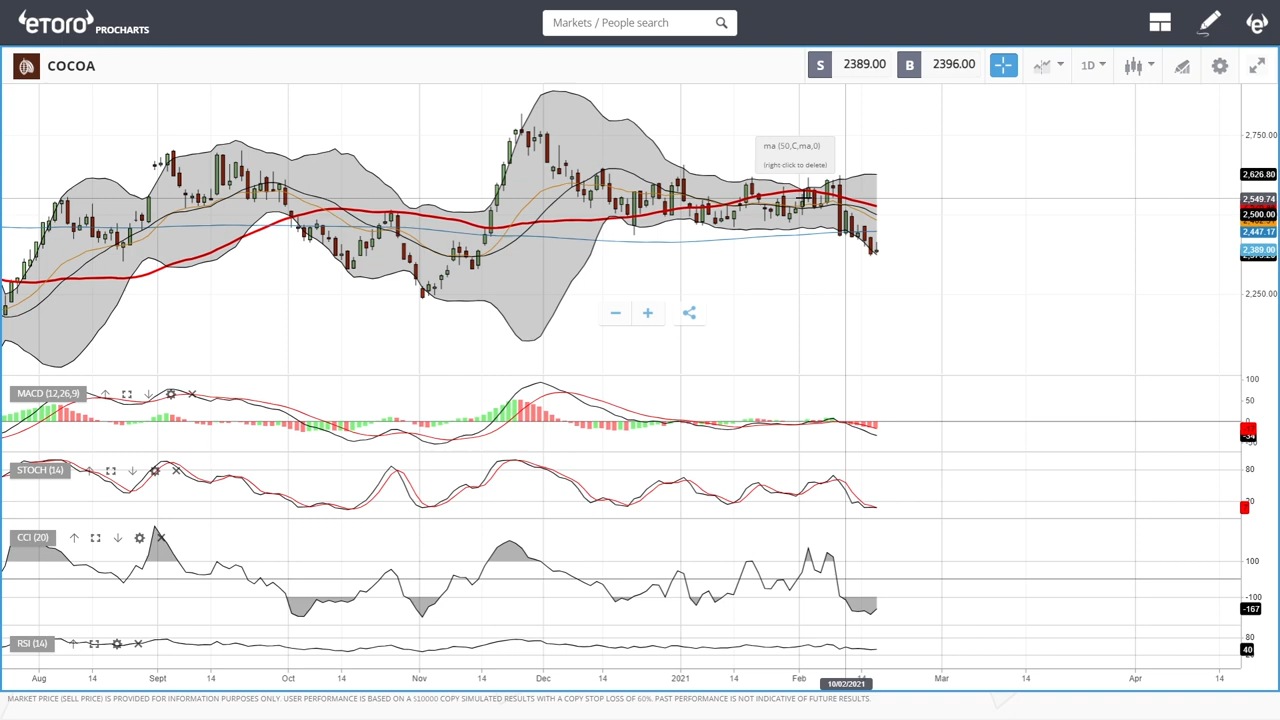 eToro PROCHARTS
Markets / People search
COCOA
S 2389.00 B 2396.00
1D
ma (50,C,ma,0)
(right-click to delete)
2,750.00
2,626.80
2,549.74
2,500.00
2,447.17
2,389.00
2,250.00
MACD (12,26,9)
100
50
0
-34
STOCH (14)
80
20
7
CCI (20)
100
-100
-167
RSI (14)
80
40
Aug 14 Sept 14 Oct 14 Nov 14 Dec 14 2021 14 Feb 14 Mar 14 Apr 14
10/02/2021
MARKET PRICE (SELL PRICE) IS PROVIDED FOR INFORMATION PURPOSES ONLY. USER PERFORMANCE IS BASED ON A $10000 COPY SIMULATED RESULTS WITH A COPY STOP LOSS OF 60%. PAST PERFORMANCE IS NOT INDICATIVE OF FUTURE RESULTS.